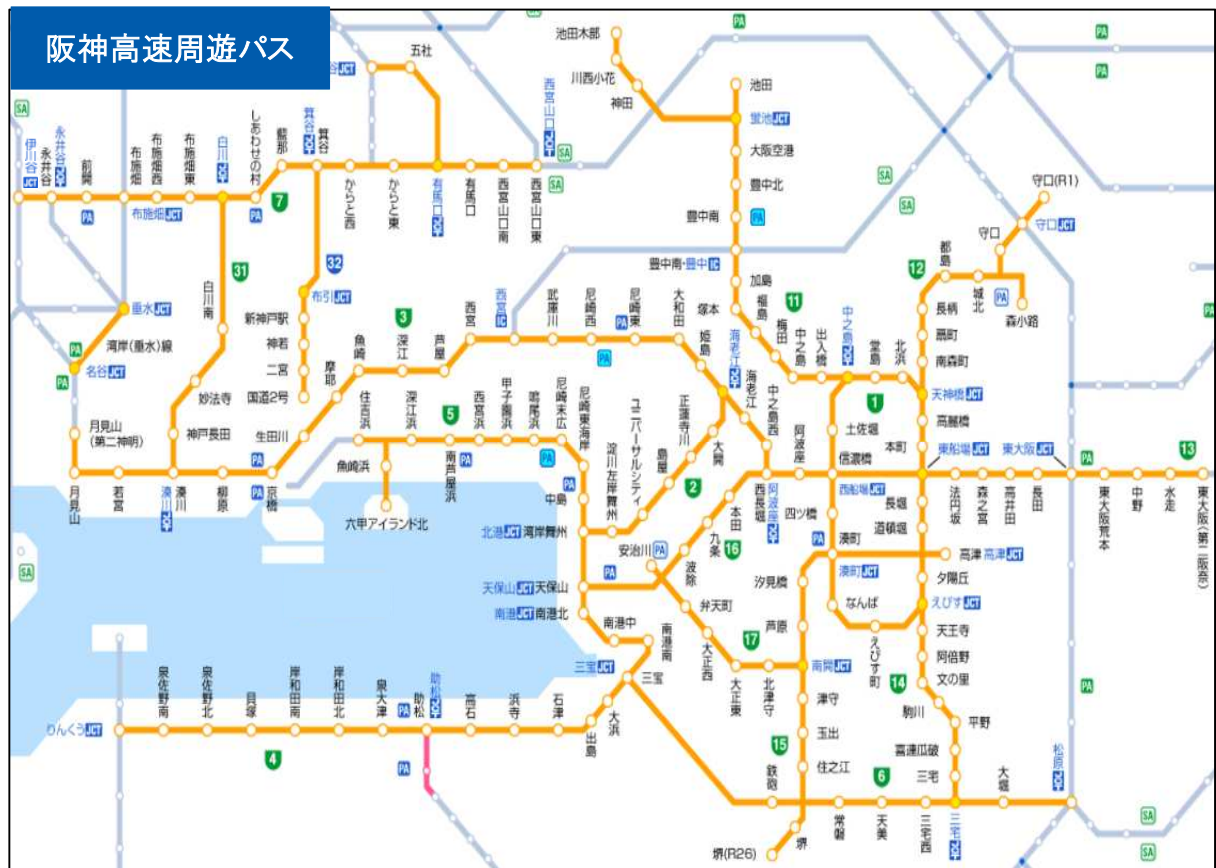 阪神高速周遊パス
池田木部
川西小花
神田
池田
蛍池JCT
大阪空港
豊中北
豊中南
PA
豊中南・豊中IC
加島
塚本
福島
梅田
中之島
出入橋
中之島JCT
堂島
北浜
11
12
都島
城北
守口
守口(R1)
守口JCT
PA
森小路
長柄
扇町
南森町
天神橋JCT
高麗橋
本町
1
土佐堀
信濃橋
五社
西宮山口JCT
SA
伊川谷JCT
永井谷
永井谷JCT
前開
布施畑
布施畑西
布施畑東
白川JCT
しあわせの村
藍那
箕谷JCT
箕谷
からと西
からと東
有馬口JCT
有馬口
西宮山口南
西宮山口東
PA
布施畑JCT
PA
7
31
32
白川南
布引JCT
新神戸駅
神若
二宮
国道2号
垂水JCT
湾岸(垂水)線
名谷JCT
妙法寺
神戸長田
月見山
(第二神明)
月見山
若宮
湊川JCT
湊川
柳原
京橋
PA
生田川
摩耶
魚崎
深江
芦屋
3
西宮
西宮IC
武庫川
尼崎西
尼崎東
PA
大和田
姫島
海老江JCT
海老江
中之島西
阿波座
住吉浜
深江浜
西宮浜
甲子園浜
鳴尾浜
尼崎末広
尼崎東海岸
5
魚崎浜
南芦屋浜
PA
六甲アイランド北
中島
PA
淀川左岸舞州
ユニバーサルシティ
島屋
正蓮寺川
大開
2
北港JCT
湾岸舞州
安治川
PA
天保山JCT
天保山
PA
南港JCT
南港北
南港中
南港南
三宝JCT
三宝
大浜
出島
石津
浜寺
高石
助松JCT
助松
PA
泉大津
岸和田北
岸和田南
貝塚
泉佐野北
泉佐野南
りんくうJCT
4
西長堀
阿波座JCT
本田
九条
波除
16
弁天町
大正西
17
大正東
北津守
南開JCT
西船場JCT
四ツ橋
PA
湊町
湊町JCT
汐見橋
芦原
なんば
えびす町
高津
高津JCT
東船場JCT
長堀
道頓堀
夕陽丘
えびすJCT
天王寺
阿倍野
文の里
14
駒川
平野
喜連瓜破
三宅
東大阪JCT
法円坂
森之宮
高井田
長田
PA
13
東大阪荒本
中野
水走
東大阪(第二阪奈)
津守
玉出
15
住之江
鉄砲
堺
堺(R26)
6
常磐
天美
三宅西
三宅JCT
大堀
松原JCT
PA
SA
SA